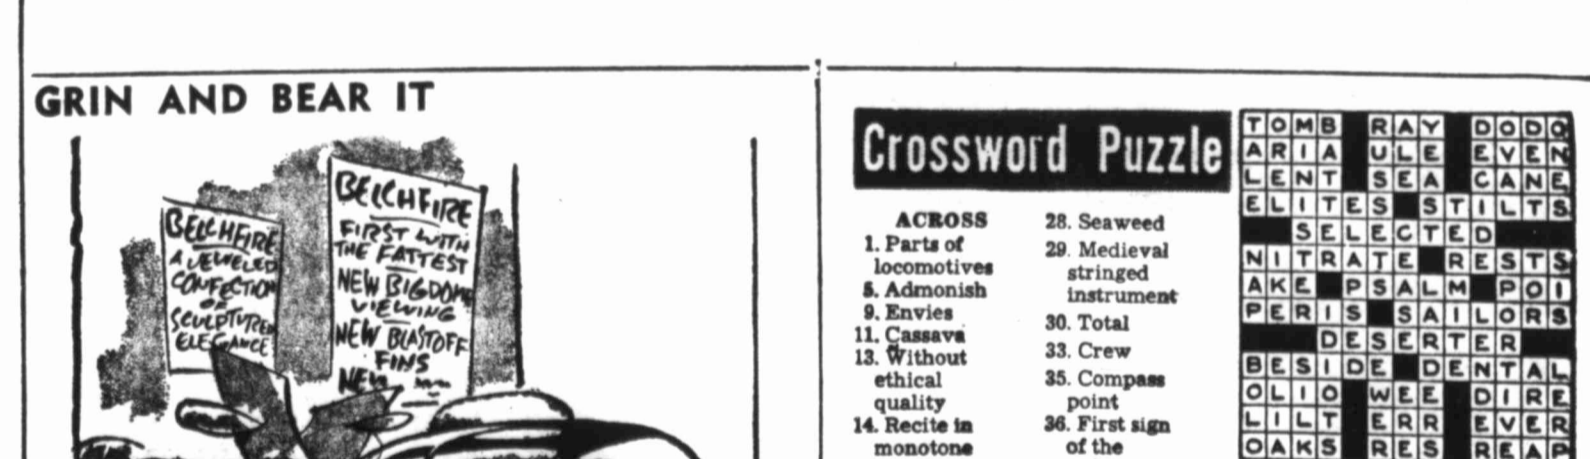 GRIN AND BEAR IT
BELCHFIRE
A JEWELED
CONFECTION
OF
SCULPTURED
ELEGANCE
BELCHFIRE
FIRST WITH
THE FATTEST
NEW BIGDOME
VIEWING
NEW BLASTOFF
FINS
NEW
Crossword Puzzle
ACROSS
1. Parts of
locomotives
5. Admonish
9. Envies
11. Cassava
13. Without
ethical
quality
14. Recite in
monotone
28. Seaweed
29. Medieval
stringed
instrument
30. Total
33. Crew
35. Compass
point
36. First sign
of the
TOMB RAY DODO
ARIA ULE EVEN
LENT SEA CANE
ELITES STILTS
SELECTED
NITRATE RESTS
AKE PSALM POI
PERIS SAILORS
DESERTER
BESIDE DENTAL
OLIO WEE DIRE
LILT ERR EVER
OAKS RES REAP